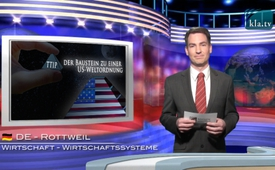 kla.tv
TTIP
DER BAUSTEIN ZU EINER
US-WELTORDNUNG
DE - ROTTWEIL
WIRTSCHAFT - WIRTSCHAFTSSYSTEME